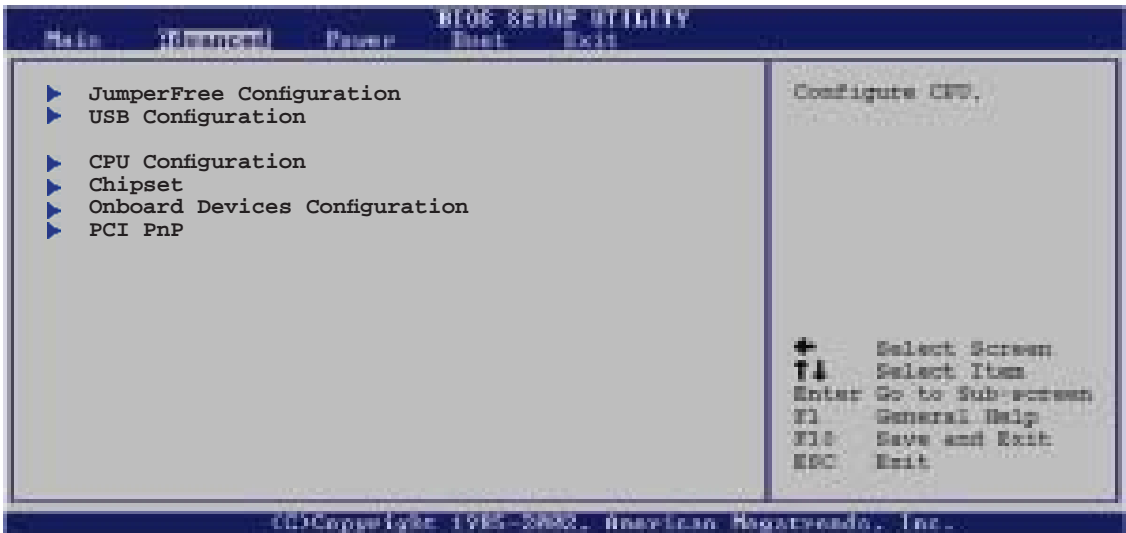 BIOS SETUP UTILITY
Main Advanced Power Boot Exit
JumperFree Configuration
USB Configuration
CPU Configuration
Chipset
Onboard Devices Configuration
PCI PnP
Configure CPU.
Select Screen
↑↓ Select Item
Enter Go to Sub-screen
F1 General Help
F10 Save and Exit
ESC Exit
(C)Copyright 1985-2002, American Megatrends, Inc.